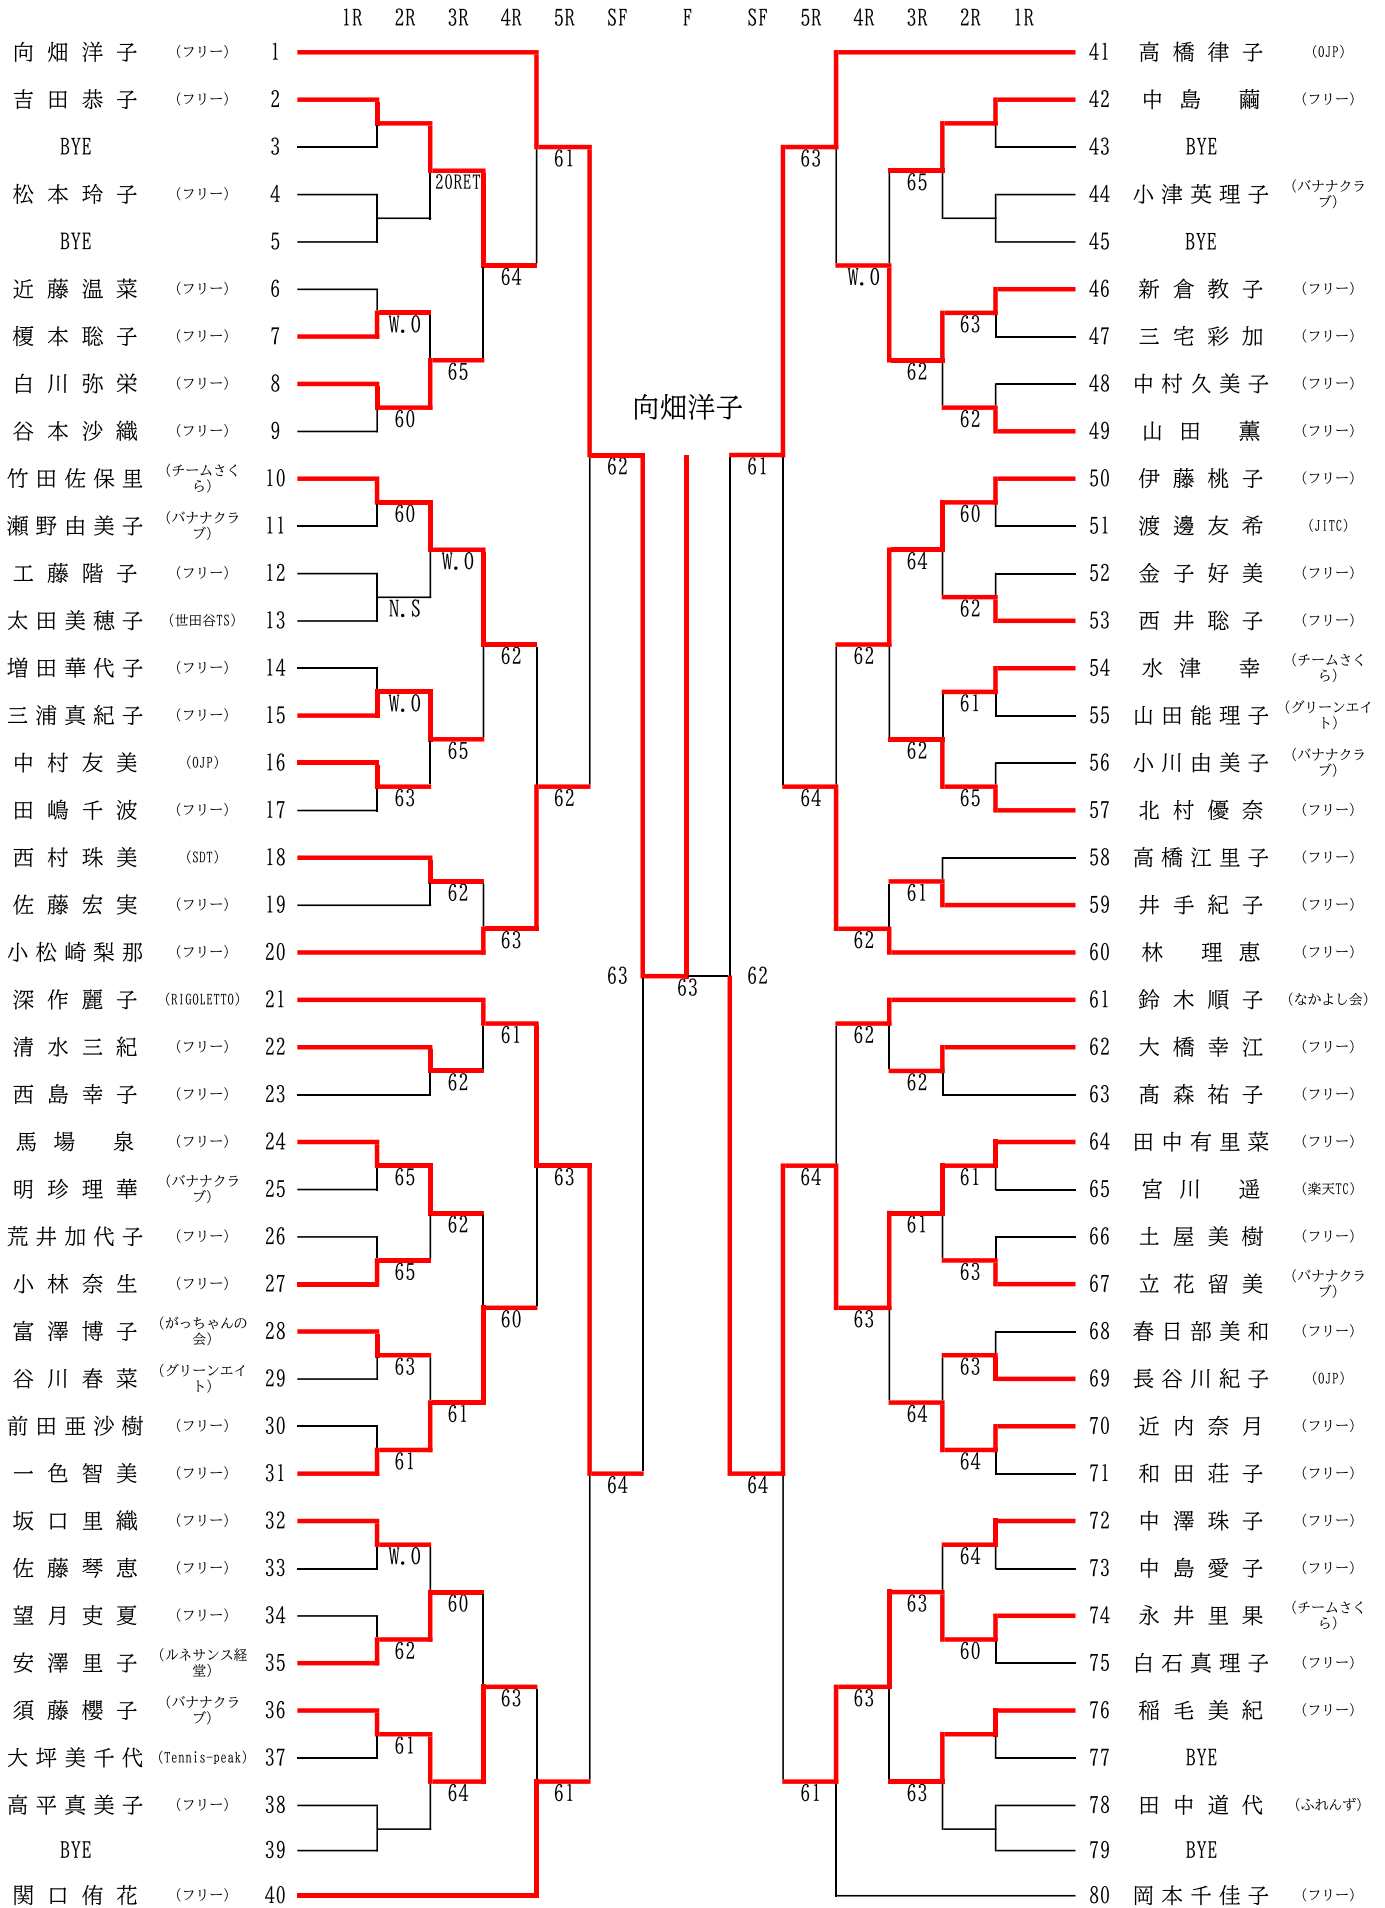 1R 2R 3R 4R 5R SF F SF 5R 4R 3R 2R 1R
向畑洋子 (フリー) 1
吉田恭子 (フリー) 2
BYE 3
松本玲子 (フリー) 4
BYE 5
近藤温菜 (フリー) 6
榎本聡子 (フリー) 7
白川弥栄 (フリー) 8
谷本沙織 (フリー) 9
竹田佐保里 (チームさくら) 10
瀬野由美子 (バナナクラブ) 11
工藤階子 (フリー) 12
太田美穂子 (世田谷TS) 13
増田華代子 (フリー) 14
三浦真紀子 (フリー) 15
中村友美 (OJP) 16
田嶋千波 (フリー) 17
西村珠美 (SDT) 18
佐藤宏実 (フリー) 19
小松崎梨那 (フリー) 20
深作麗子 (RIGOLETTO) 21
清水三紀 (フリー) 22
西島幸子 (フリー) 23
馬場 泉 (フリー) 24
明珍理華 (バナナクラブ) 25
荒井加代子 (フリー) 26
小林奈生 (フリー) 27
富澤博子 (がっちゃんの会) 28
谷川春菜 (グリーンエイト) 29
前田亜沙樹 (フリー) 30
一色智美 (フリー) 31
坂口里織 (フリー) 32
佐藤琴恵 (フリー) 33
望月吏夏 (フリー) 34
安澤里子 (ルネサンス経堂) 35
須藤櫻子 (バナナクラブ) 36
大坪美千代 (Tennis-peak) 37
高平真美子 (フリー) 38
BYE 39
関口侑花 (フリー) 40
20RET
W.O
60
65
64
61
60
N.S
W.O
W.O
63
65
62
62
63
62
62
62
61
65
65
62
63
61
61
60
63
W.O
62
60
61
64
63
61
64
63
向畑洋子
63
62
61
64
63
65
63
62
62
W.O
60
62
64
61
65
62
62
61
62
64
62
62
61
63
61
63
64
64
63
64
64
60
63
63
63
61
41 高橋律子 (OJP)
42 中島 繭 (フリー)
43 BYE
44 小津英理子 (バナナクラブ)
45 BYE
46 新倉教子 (フリー)
47 三宅彩加 (フリー)
48 中村久美子 (フリー)
49 山田 薫 (フリー)
50 伊藤桃子 (フリー)
51 渡邊友希 (JITC)
52 金子好美 (フリー)
53 西井聡子 (フリー)
54 水津 幸 (チームさくら)
55 山田能理子 (グリーンエイト)
56 小川由美子 (バナナクラブ)
57 北村優奈 (フリー)
58 高橋江里子 (フリー)
59 井手紀子 (フリー)
60 林 理恵 (フリー)
61 鈴木順子 (なかよし会)
62 大橋幸江 (フリー)
63 髙森祐子 (フリー)
64 田中有里菜 (フリー)
65 宮川 遥 (楽天TC)
66 土屋美樹 (フリー)
67 立花留美 (バナナクラブ)
68 春日部美和 (フリー)
69 長谷川紀子 (OJP)
70 近内奈月 (フリー)
71 和田荘子 (フリー)
72 中澤珠子 (フリー)
73 中島愛子 (フリー)
74 永井里果 (チームさくら)
75 白石真理子 (フリー)
76 稲毛美紀 (フリー)
77 BYE
78 田中道代 (ふれんず)
79 BYE
80 岡本千佳子 (フリー)